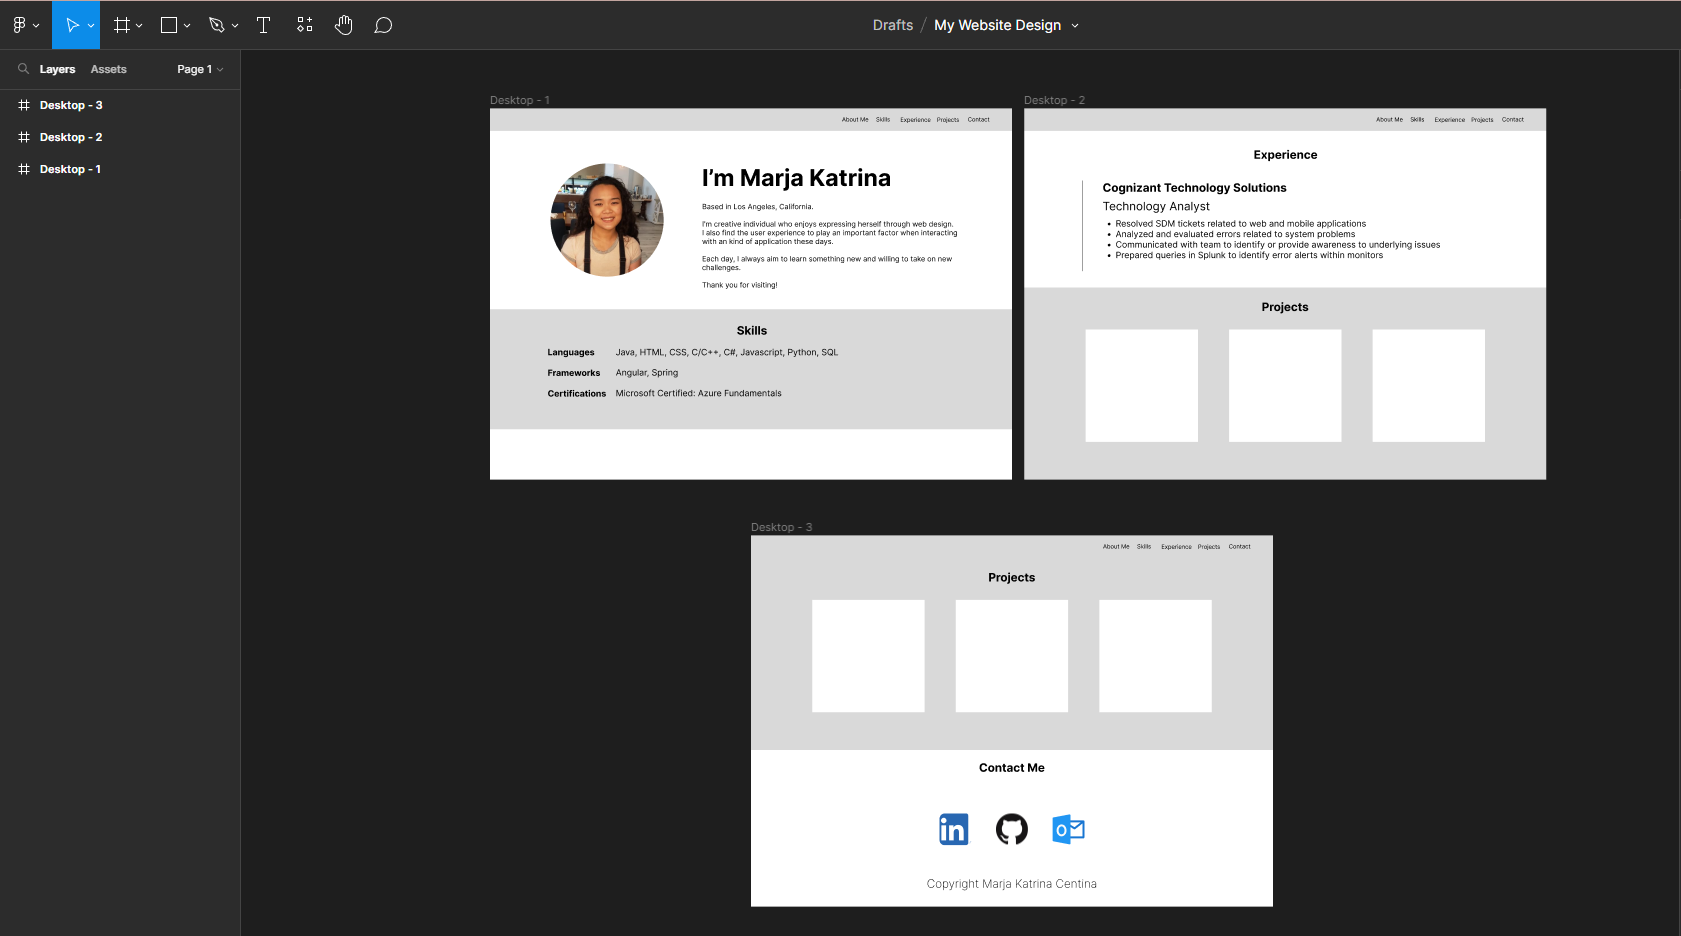 Drafts / My Website Design
Layers Assets Page 1
Desktop - 3
Desktop - 2
Desktop - 1
Desktop - 1
About Me Skills Experience Projects Contact
I’m Marja Katrina
Based in Los Angeles, California.
I'm creative individual who enjoys expressing herself through web design.
I also find the user experience to play an important factor when interacting
with an kind of application these days.
Each day, I always aim to learn something new and willing to take on new
challenges.
Thank you for visiting!
Skills
Languages Java, HTML, CSS, C/C++, C#, Javascript, Python, SQL
Frameworks Angular, Spring
Certifications Microsoft Certified: Azure Fundamentals
Desktop - 2
About Me Skills Experience Projects Contact
Experience
Cognizant Technology Solutions
Technology Analyst
• Resolved SDM tickets related to web and mobile applications
• Analyzed and evaluated errors related to system problems
• Communicated with team to identify or provide awareness to underlying issues
• Prepared queries in Splunk to identify error alerts within monitors
Projects
Desktop - 3
About Me Skills Experience Projects Contact
Projects
Contact Me
in
O
Copyright Marja Katrina Centina